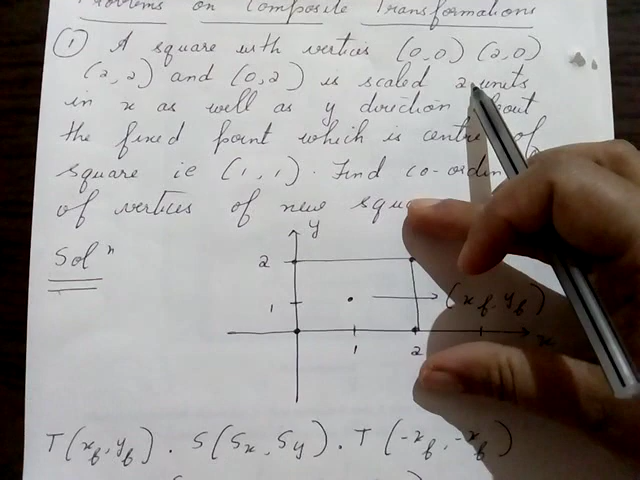 Problems on Composite Transformations
① A square with vertices (0,0) (2,0)
(2,2) and (0,2) is scaled 2 units
in x as well as y direction about
the fixed point which is centre of
square ie (1,1). Find co-ordin
of vertices of new squa
Solⁿ
y
2
1
(xf, yf)
1 2 x
T(xf, yf) . S(Sx, Sy) . T(-xf, -xf)